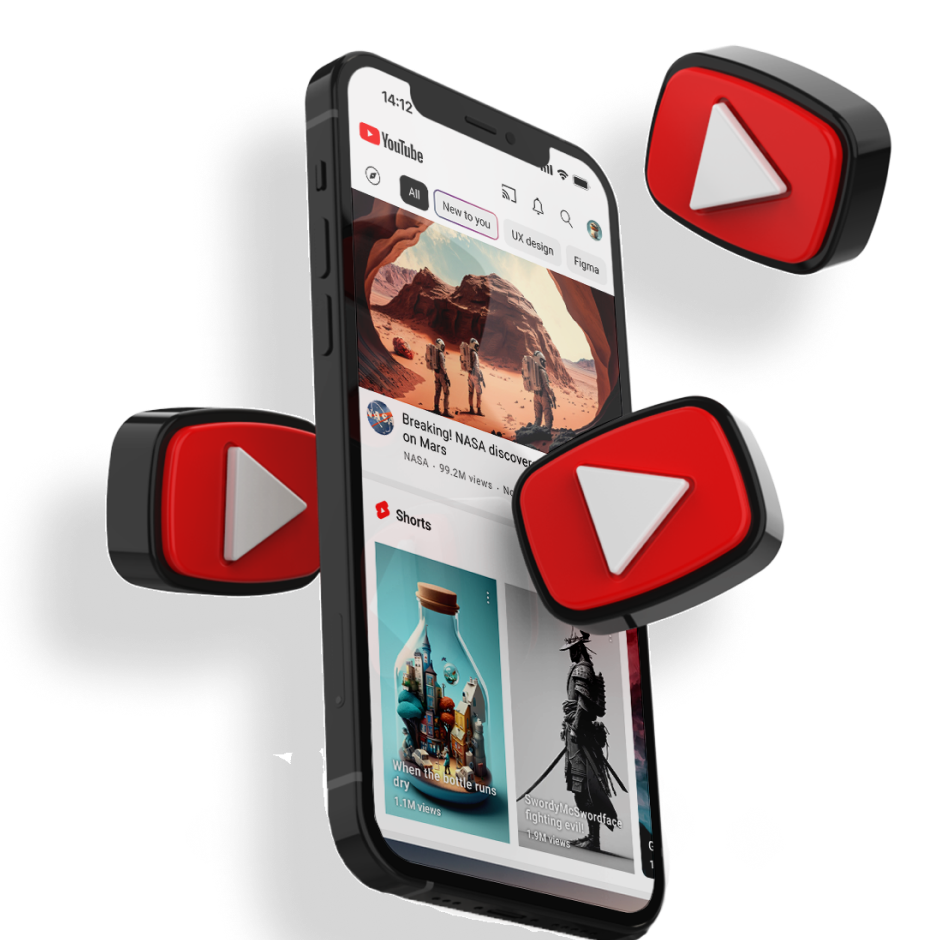 14:12
YouTube
All
New to you
UX design
Figma
Breaking! NASA discover
on Mars
NASA · 99.2M views ·
Shorts
When the bottle runs
dry
1.1M views
SwordyMcSwordface
fighting evil!
1.9M views